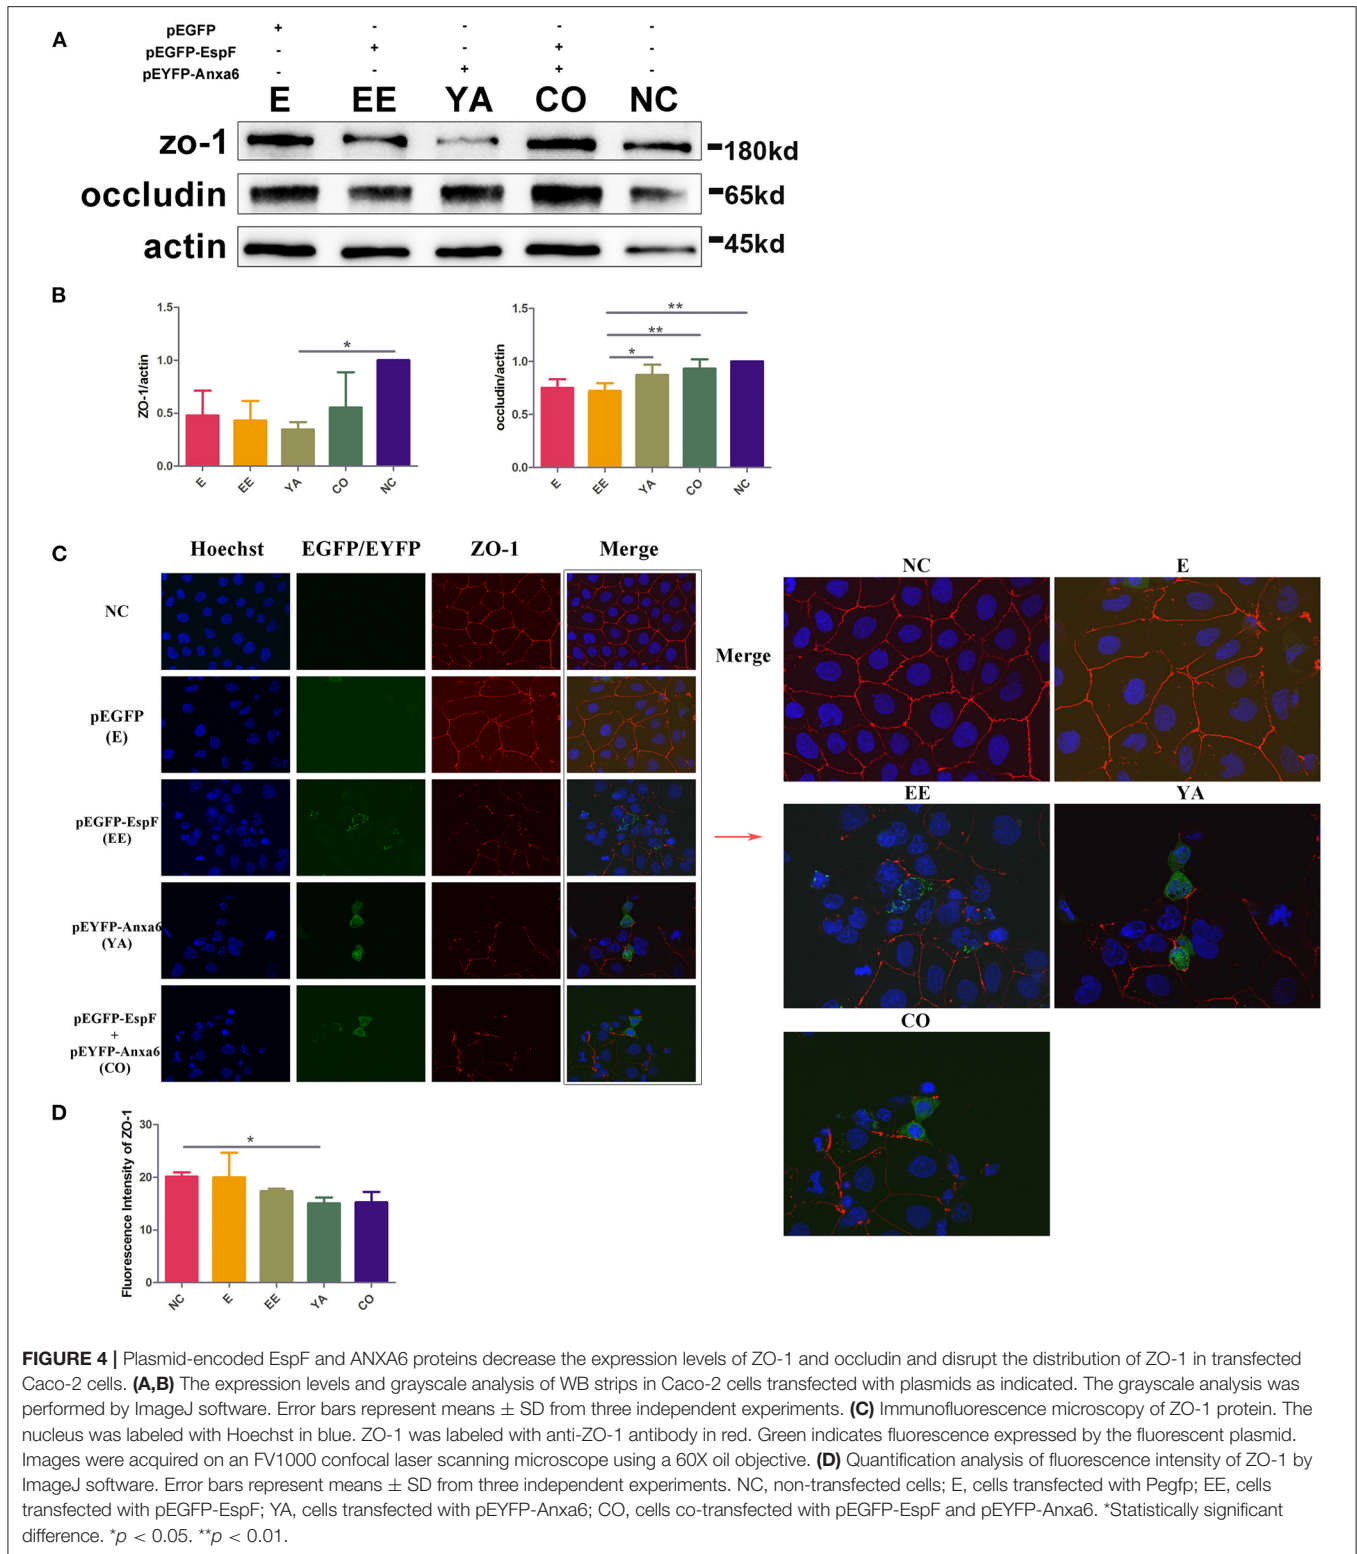 A
pEGFP + - - - -
pEGFP-EspF - + - + -
pEYFP-Anxa6 - - + + -
E EE YA CO NC
zo-1 180kd
occludin 65kd
actin 45kd
B
ZO-1/actin
1.5
1.0
0.5
0.0
*
E EE YA CO NC
occludin/actin
1.5
1.0
0.5
0.0
**
**
*
E EE YA CO NC
C
Hoechst EGFP/EYFP ZO-1 Merge
NC
pEGFP
(E)
pEGFP-EspF
(EE)
pEYFP-Anxa6
(YA)
pEGFP-EspF
+
pEYFP-Anxa6
(CO)
Merge
NC E
EE YA
CO
D
Fluorescence Intensity of ZO-1
30
20
10
0
*
NC E EE YA CO
FIGURE 4 | Plasmid-encoded EspF and ANXA6 proteins decrease the expression levels of ZO-1 and occludin and disrupt the distribution of ZO-1 in transfected
Caco-2 cells. (A,B) The expression levels and grayscale analysis of WB strips in Caco-2 cells transfected with plasmids as indicated. The grayscale analysis was
performed by ImageJ software. Error bars represent means ± SD from three independent experiments. (C) Immunofluorescence microscopy of ZO-1 protein. The
nucleus was labeled with Hoechst in blue. ZO-1 was labeled with anti-ZO-1 antibody in red. Green indicates fluorescence expressed by the fluorescent plasmid.
Images were acquired on an FV1000 confocal laser scanning microscope using a 60X oil objective. (D) Quantification analysis of fluorescence intensity of ZO-1 by
ImageJ software. Error bars represent means ± SD from three independent experiments. NC, non-transfected cells; E, cells transfected with Pegfp; EE, cells
transfected with pEGFP-EspF; YA, cells transfected with pEYFP-Anxa6; CO, cells co-transfected with pEGFP-EspF and pEYFP-Anxa6. *Statistically significant
difference. *p < 0.05. **p < 0.01.